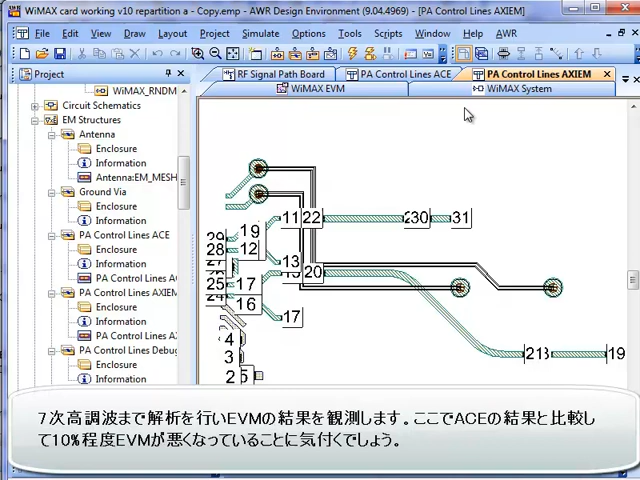 WiMAX card working v10 repartition a - Copy.emp - AWR Design Environment (9.04.4969) - [PA Control Lines AXIEM]
File Edit View Draw Project Simulate Options Tools Scripts Window Help AWR
Project
WiMAX_RNDM
Circuit Schematics
EM Structures
Antenna
Enclosure
Information
Antenna:EM_MESH
Ground Via
Enclosure
Information
PA Control Lines ACE
Enclosure
Information
PA Control Lines AC
PA Control Lines AXIEM
Enclosure
Information
PA Control Lines AX
PA Control Lines Debug
Enclosure
Information
RF Signal Path Board PA Control Lines ACE PA Control Lines AXIEM
WiMAX EVM WiMAX System
11 22 31
19
28 12
13
20
25 17
16
17
4
3
2
19
7次高調波まで解析を行いEVMの結果を観測します。ここでACEの結果と比較し
て10%程度EVMが悪くなっていることに気付くでしょう。